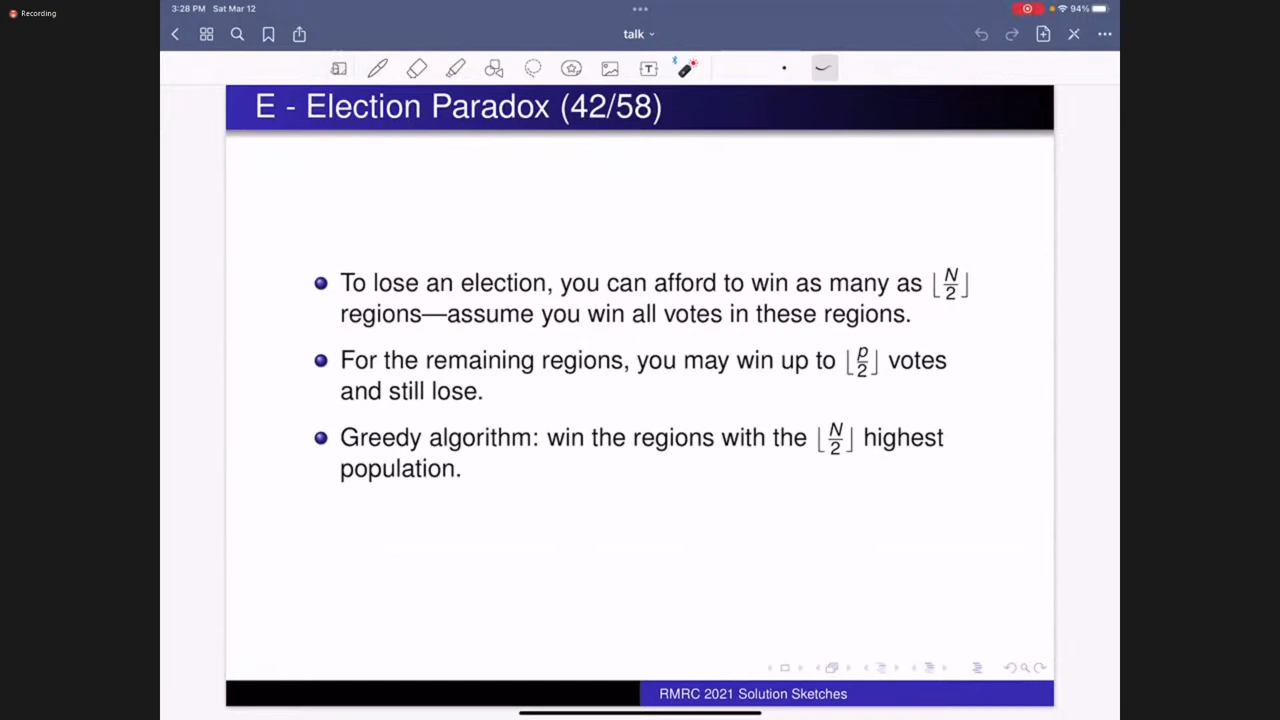 Recording
3:28 PM Sat Mar 12
94%
talk
T
E - Election Paradox (42/58)
To lose an election, you can afford to win as many as ⌊N/2⌋
regions—assume you win all votes in these regions.
For the remaining regions, you may win up to ⌊p/2⌋ votes
and still lose.
Greedy algorithm: win the regions with the ⌊N/2⌋ highest
population.
RMRC 2021 Solution Sketches